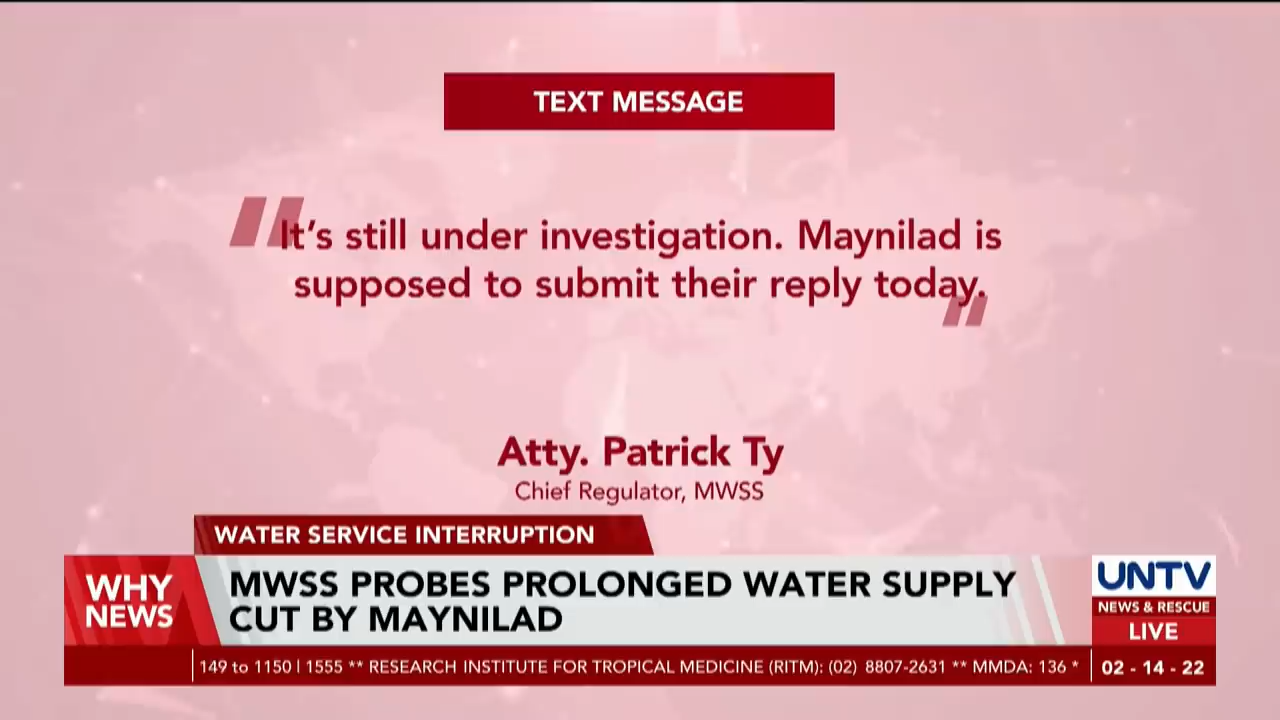 TEXT MESSAGE
"It's still under investigation. Maynilad is
supposed to submit their reply today."
Atty. Patrick Ty
Chief Regulator, MWSS
WATER SERVICE INTERRUPTION
WHY
NEWS
MWSS PROBES PROLONGED WATER SUPPLY
CUT BY MAYNILAD
UNTV
NEWS & RESCUE
LIVE
149 to 1150 | 1555 ** RESEARCH INSTITUTE FOR TROPICAL MEDICINE (RITM): (02) 8807-2631 ** MMDA: 136 *
02 - 14 - 22